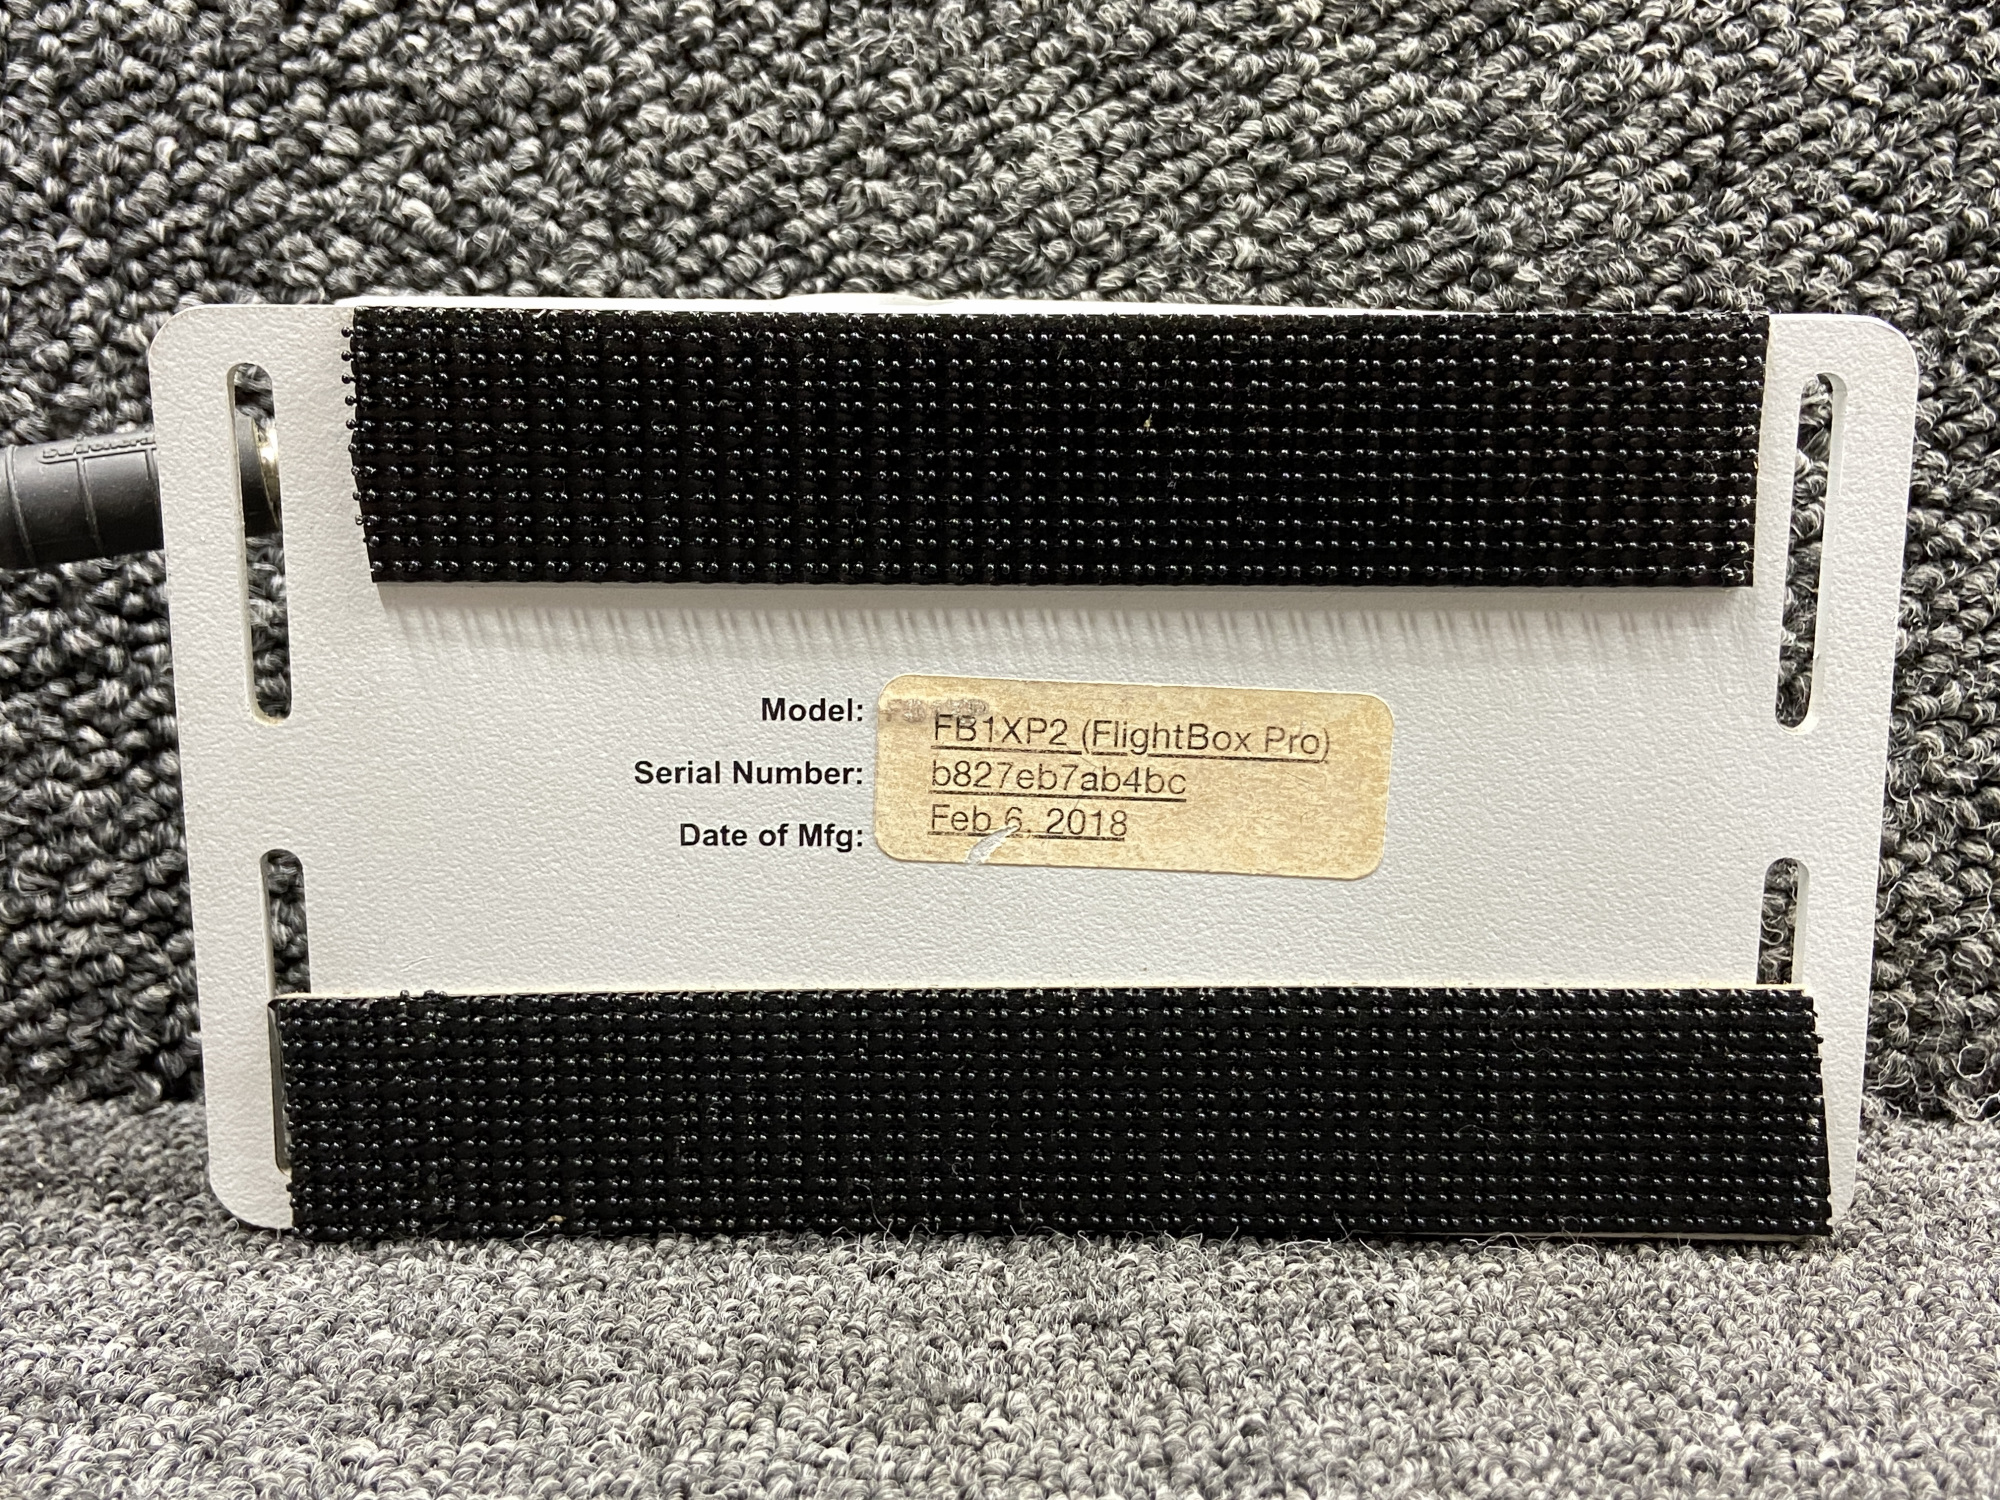 Model: FB1XP2 (FlightBox Pro)
Serial Number: b827eb7ab4bc
Date of Mfg: Feb 6, 2018